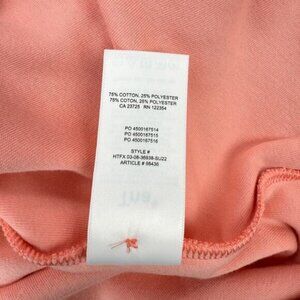 75% COTTON, 25% POLYESTER
75% COTON, 25% POLYESTER
CA 23725 RN 122354
PO 4500167514
PO 4500167515
PO 4500167516
STYLE #
HTFX 03-08-36938-SU22
ARTICLE # 86436